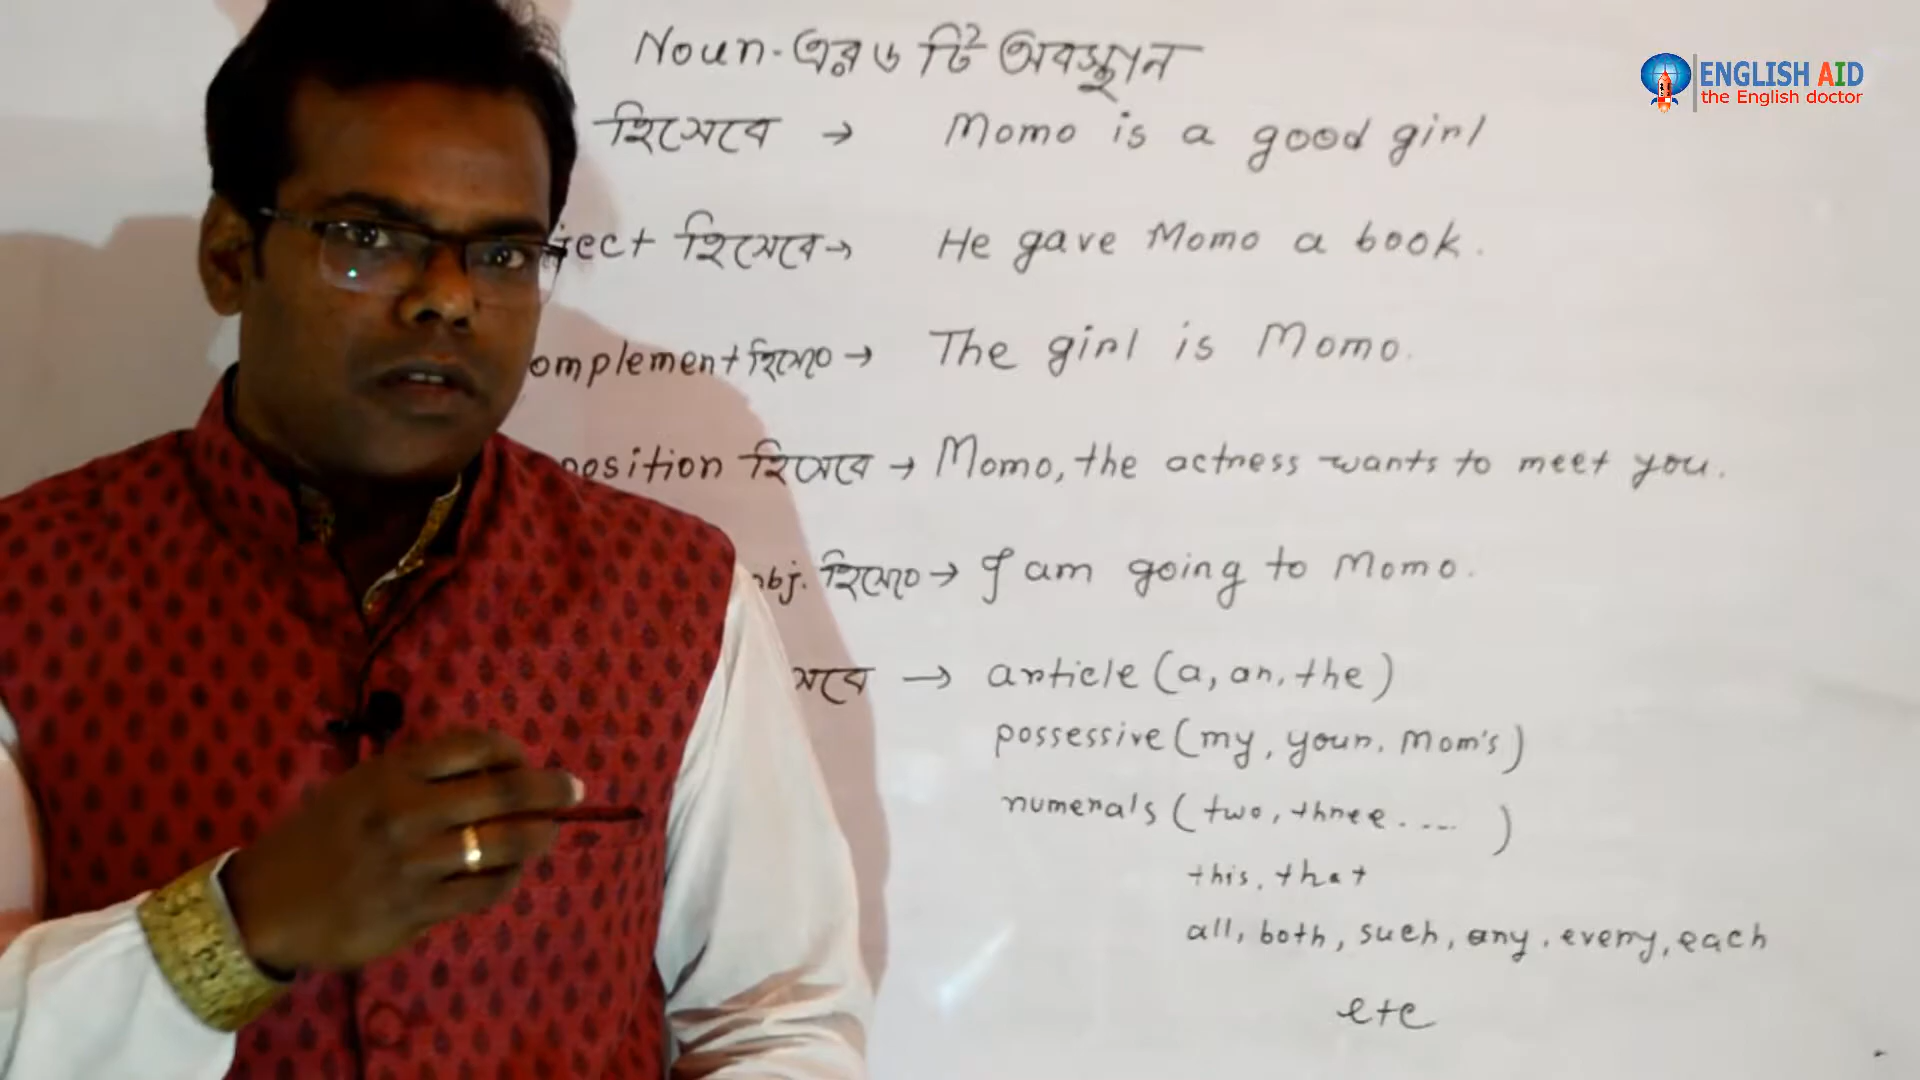 Noun-এর ৬ টি অবস্থান
ENGLISH AID
the English doctor
হিসেবে → Momo is a good girl
ject হিসেবে → He gave Momo a book.
omplement হিসেবে → The girl is Momo.
position হিসেবে → Momo, the actress wants to meet you.
obj. হিসেবে → I am going to Momo.
সেবে → article (a, an, the)
possessive (my, your, Mom's)
numerals (two, three.... )
this, that
all, both, such, any, every, each
etc